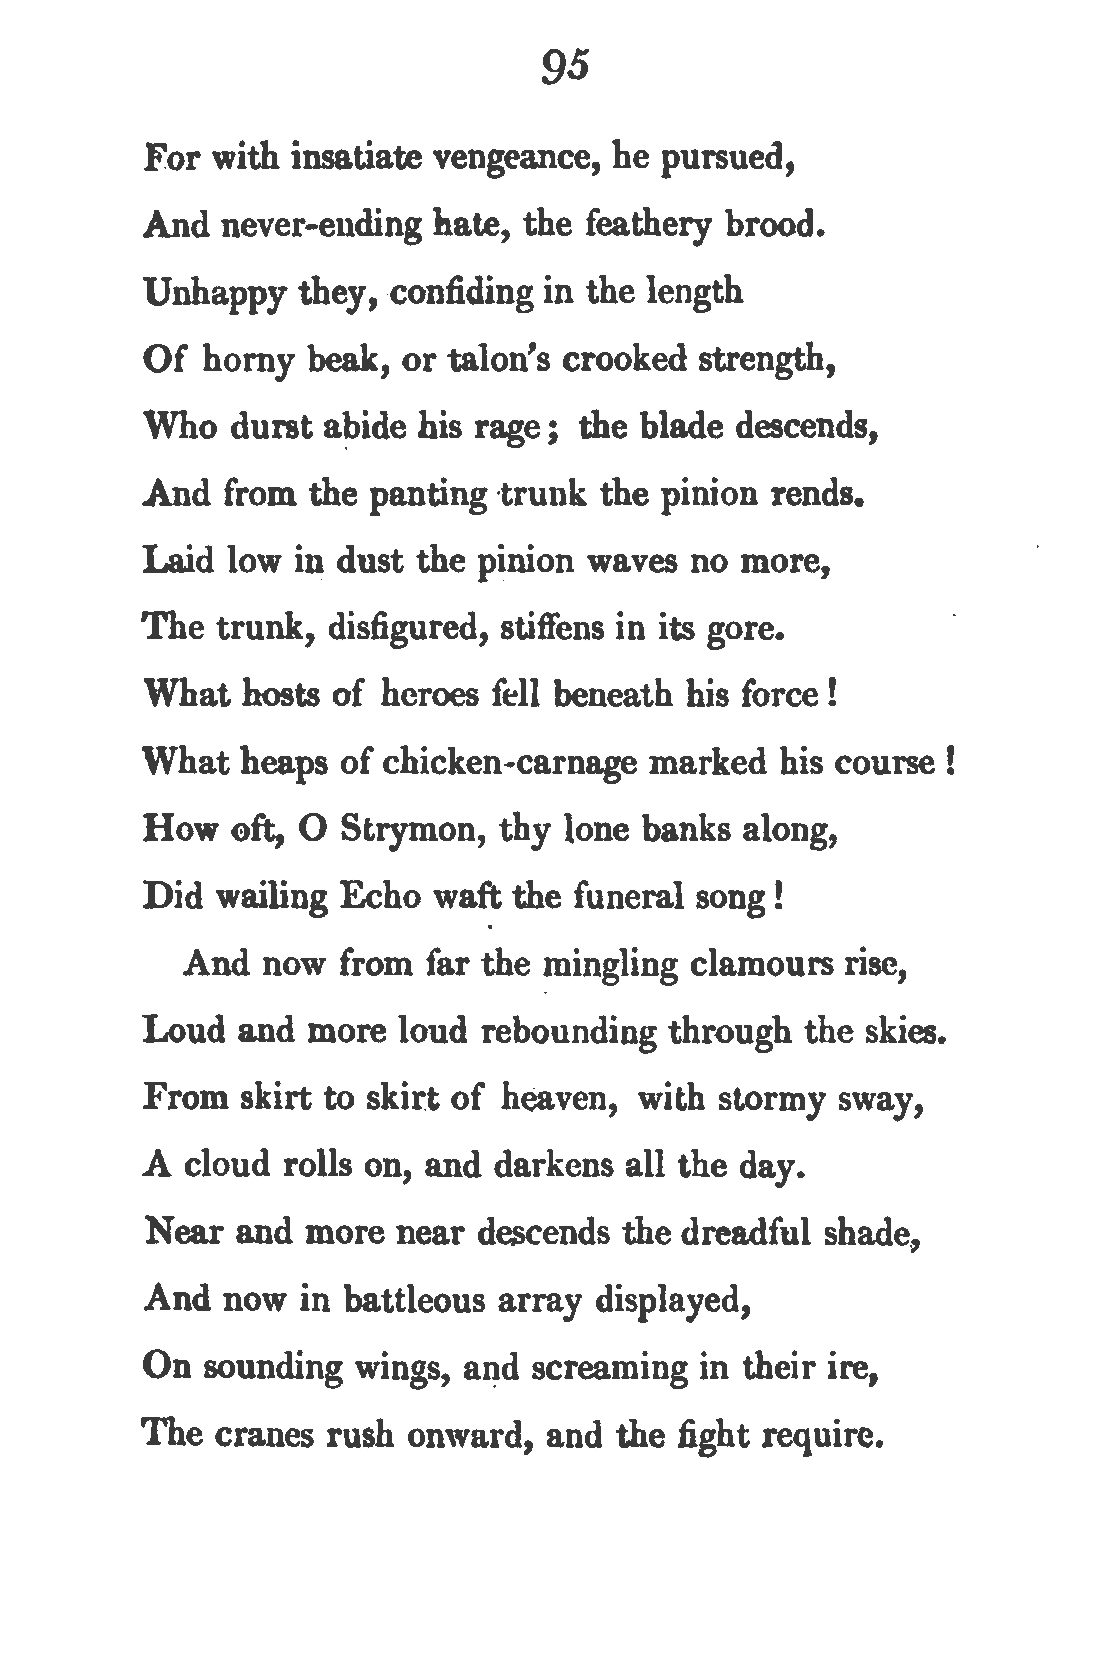 95
For with insatiate vengeance, he pursued,
And never-ending hate, the feathery brood.
Unhappy they, confiding in the length
Of horny beak, or talon's crooked strength,
Who durst abide his rage; the blade descends,
And from the panting trunk the pinion rends.
Laid low in dust the pinion waves no more,
The trunk, disfigured, stiffens in its gore.
What hosts of heroes fell beneath his force!
What heaps of chicken-carnage marked his course!
How oft, O Strymon, thy lone banks along,
Did wailing Echo waft the funeral song!
And now from far the mingling clamours rise,
Loud and more loud rebounding through the skies.
From skirt to skirt of heaven, with stormy sway,
A cloud rolls on, and darkens all the day.
Near and more near descends the dreadful shade,
And now in battleous array displayed,
On sounding wings, and screaming in their ire,
The cranes rush onward, and the fight require.